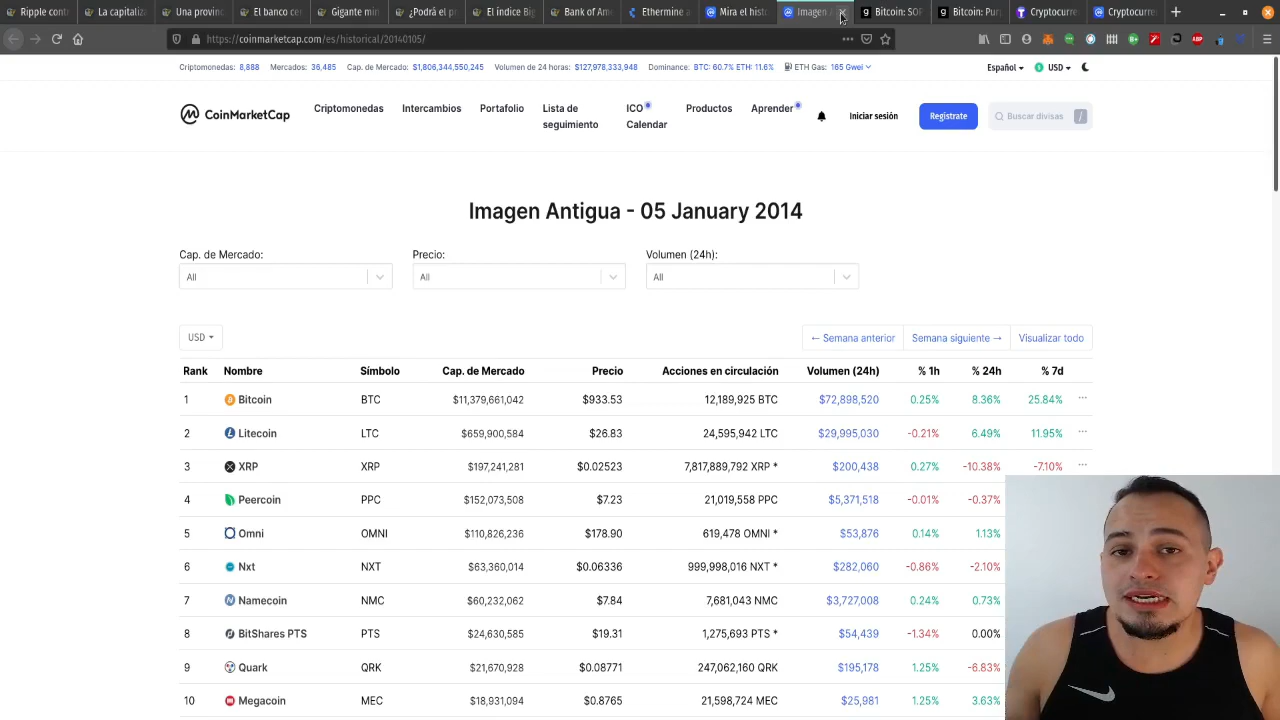 Ripple conti
La capitaliz
Una provinc
El banco cer
Gigante miní
¿Podrá el pr
El índice Big
Bank of Ame
Ethermine a
Mira el histo
Imagen
Bitcoin: SOP
Bitcoin: Pur
Cryptocurre
Cryptocurre
https://coinmarketcap.com/es/historical/20140105/
Criptomonedas: 8,888 Mercados: 36,485 Cap. de Mercado: $1,806,344,550,245 Volumen de 24 horas: $127,978,333,948 Dominance: BTC: 60.7% ETH: 11.6% ETH Gas: 165 Gwei Español USD
CoinMarketCap
Criptomonedas Intercambios Portafolio Lista de seguimiento ICO Calendar Productos Aprender Iniciar sesión Regístrate Buscar divisas /
Imagen Antigua - 05 January 2014
Cap. de Mercado: Precio: Volumen (24h):
All All All
USD ← Semana anterior Semana siguiente → Visualizar todo
Rank Nombre Símbolo Cap. de Mercado Precio Acciones en circulación Volumen (24h) % 1h % 24h % 7d
1 Bitcoin BTC $11,379,661,042 $933.53 12,189,925 BTC $72,898,520 0.25% 8.36% 25.84% ...
2 Litecoin LTC $659,900,584 $26.83 24,595,942 LTC $29,995,030 -0.21% 6.49% 11.95% ...
3 XRP XRP $197,241,281 $0.02523 7,817,889,792 XRP * $200,438 0.27% -10.38% -7.10% ...
4 Peercoin PPC $152,073,508 $7.23 21,019,558 PPC $5,371,518 -0.01% -0.37%
5 Omni OMNI $110,826,236 $178.90 619,478 OMNI * $53,876 0.14% 1.13%
6 Nxt NXT $63,360,014 $0.06336 999,998,016 NXT * $282,060 -0.86% -2.10%
7 Namecoin NMC $60,232,062 $7.84 7,681,043 NMC $3,727,008 0.24% 0.73%
8 BitShares PTS PTS $24,630,585 $19.31 1,275,693 PTS * $54,439 -1.34% 0.00%
9 Quark QRK $21,670,928 $0.08771 247,062,160 QRK $195,178 1.25% -6.83%
10 Megacoin MEC $18,931,094 $0.8765 21,598,724 MEC $25,981 1.25% 3.63%